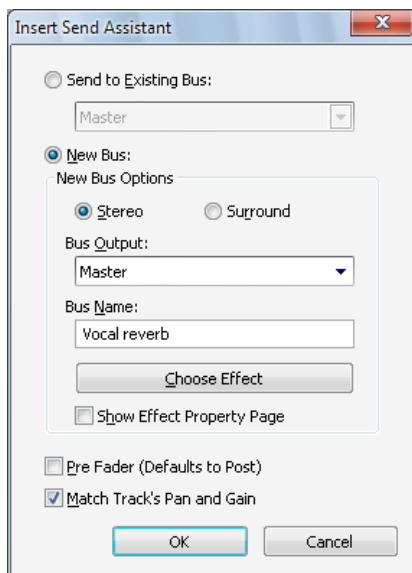 Insert Send Assistant
Send to Existing Bus:
Master
New Bus:
New Bus Options
Stereo Surround
Bus Output:
Master
Bus Name:
Vocal reverb
Choose Effect
Show Effect Property Page
Pre Fader (Defaults to Post)
Match Track's Pan and Gain
OK Cancel